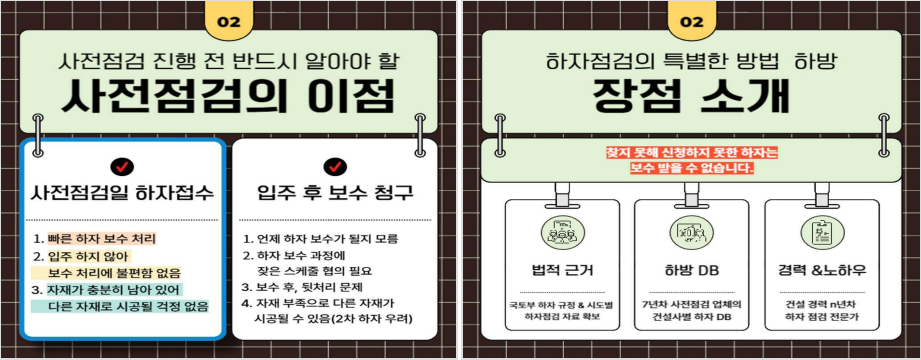 02
사전점검 진행 전 반드시 알아야 할
사전점검의 이점
사전점검일 하자접수
1. 빠른 하자 보수 처리
2. 입주 하지 않아
보수 처리에 불편함 없음
3. 자재가 충분히 남아 있어
다른 자재로 시공될 걱정 없음
입주 후 보수 청구
1. 언제 하자 보수가 될지 모름
2. 하자 보수 과정에
잦은 스케줄 협의 필요
3. 보수 후, 뒷처리 문제
4. 자재 부족으로 다른 자재가
시공될 수 있음(2차 하자 우려)
02
하자점검의 특별한 방법 하방
장점 소개
찾지 못해 신청하지 못한 하자는
보수 받을 수 없습니다.
법적 근거
국토부 하자 규정 & 시도별
하자점검 자료 확보
하방 DB
7년차 사전점검 업체의
건설사별 하자 DB
경력 &노하우
건설 경력 n년차
하자 점검 전문가